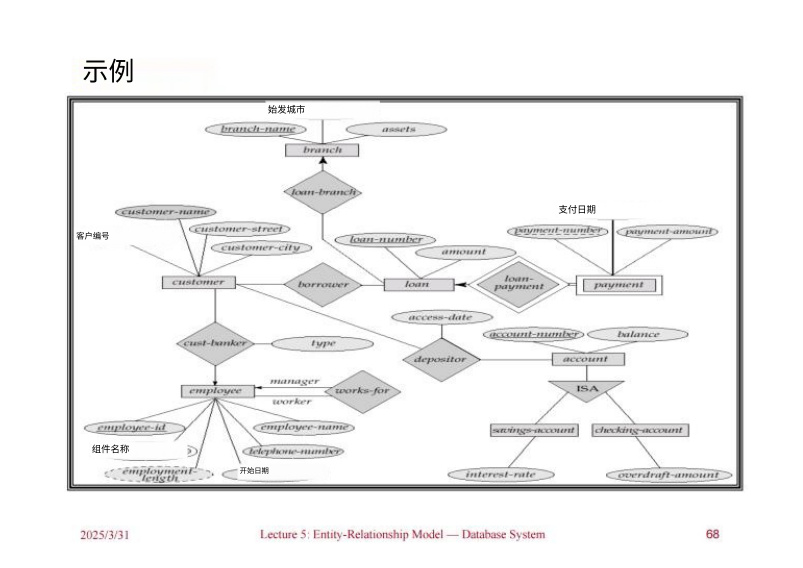 示例
始发城市
branch-name
assets
branch
loan-branch
支付日期
customer-name
customer-street
客户编号
customer-city
loan-number
amount
payment-number
payment-amount
customer
borrower
loan
loan-
payment
payment
access-date
account-number
balance
cust-banker
type
depositor
account
ISA
employee
manager
works-for
worker
employee-id
employee-name
savings-account
checking-account
组件名称
telephone-number
employment-
length
开始日期
interest-rate
overdraft-amount
2025/3/31
Lecture 5: Entity-Relationship Model — Database System
68